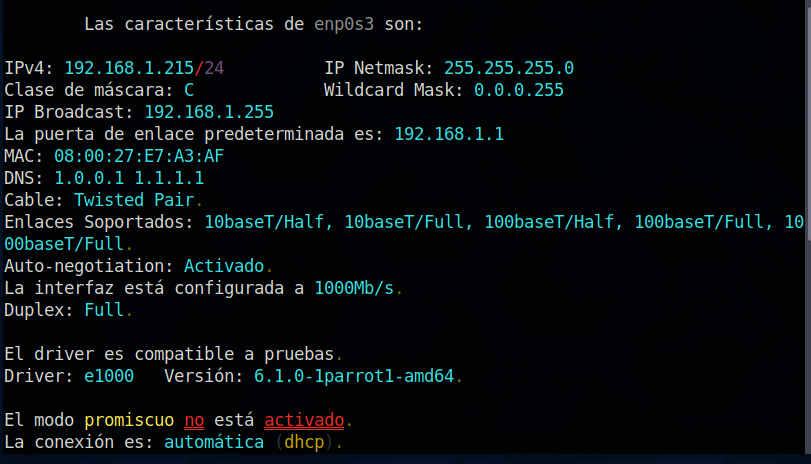 Las características de enp0s3 son:
IPv4: 192.168.1.215/24 IP Netmask: 255.255.255.0
Clase de máscara: C Wildcard Mask: 0.0.0.255
IP Broadcast: 192.168.1.255
La puerta de enlace predeterminada es: 192.168.1.1
MAC: 08:00:27:E7:A3:AF
DNS: 1.0.0.1 1.1.1.1
Cable: Twisted Pair.
Enlaces Soportados: 10baseT/Half, 10baseT/Full, 100baseT/Half, 100baseT/Full, 10
00baseT/Full.
Auto-negotiation: Activado.
La interfaz está configurada a 1000Mb/s.
Duplex: Full.
El driver es compatible a pruebas.
Driver: e1000 Versión: 6.1.0-1parrot1-amd64.
El modo promiscuo no está activado.
La conexión es: automática (dhcp).